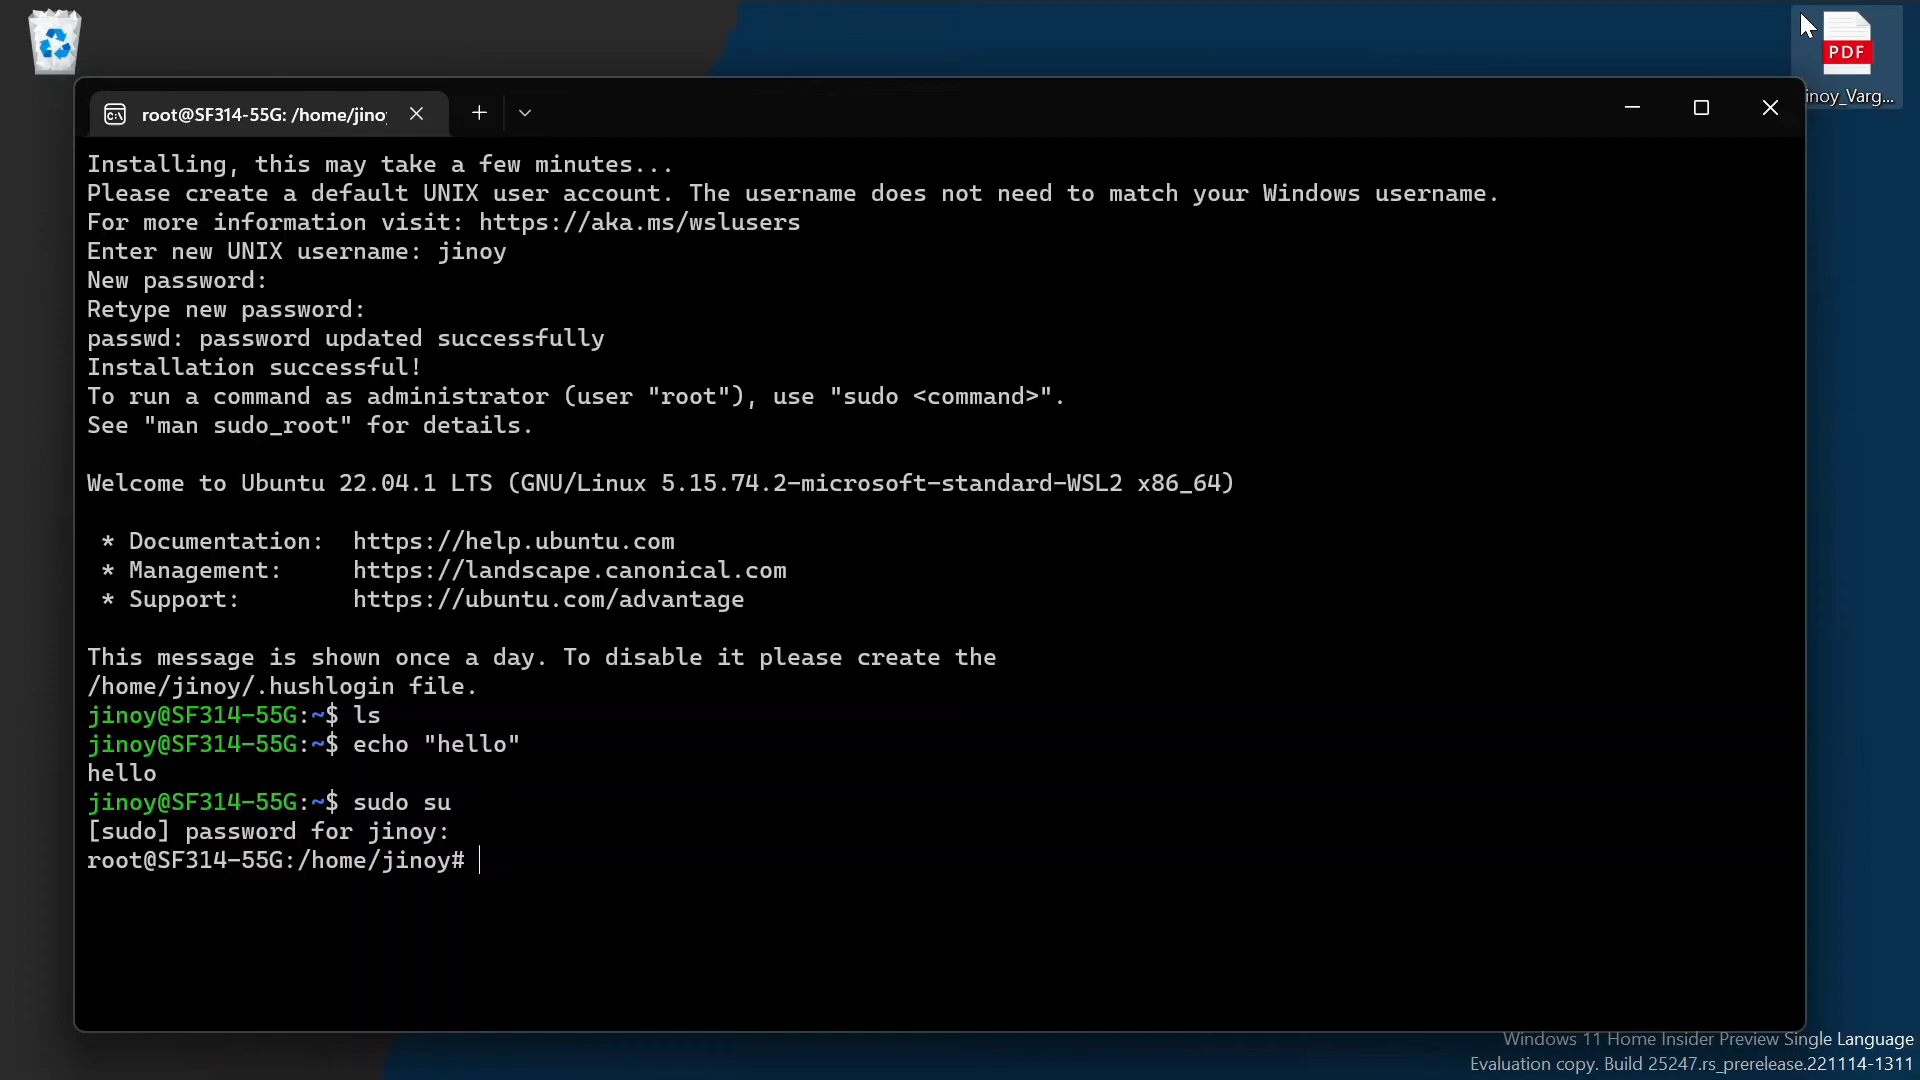 PDF
inoy_Varg...
root@SF314-55G: /home/jino
Installing, this may take a few minutes...
Please create a default UNIX user account. The username does not need to match your Windows username.
For more information visit: https://aka.ms/wslusers
Enter new UNIX username: jinoy
New password:
Retype new password:
passwd: password updated successfully
Installation successful!
To run a command as administrator (user "root"), use "sudo <command>".
See "man sudo_root" for details.
Welcome to Ubuntu 22.04.1 LTS (GNU/Linux 5.15.74.2-microsoft-standard-WSL2 x86_64)
* Documentation:  https://help.ubuntu.com
* Management:     https://landscape.canonical.com
* Support:        https://ubuntu.com/advantage
This message is shown once a day. To disable it please create the
/home/jinoy/.hushlogin file.
jinoy@SF314-55G:~$ ls
jinoy@SF314-55G:~$ echo "hello"
hello
jinoy@SF314-55G:~$ sudo su
[sudo] password for jinoy:
root@SF314-55G:/home/jinoy#
Windows 11 Home Insider Preview Single Language
Evaluation copy. Build 25247.rs_prerelease.221114-1311